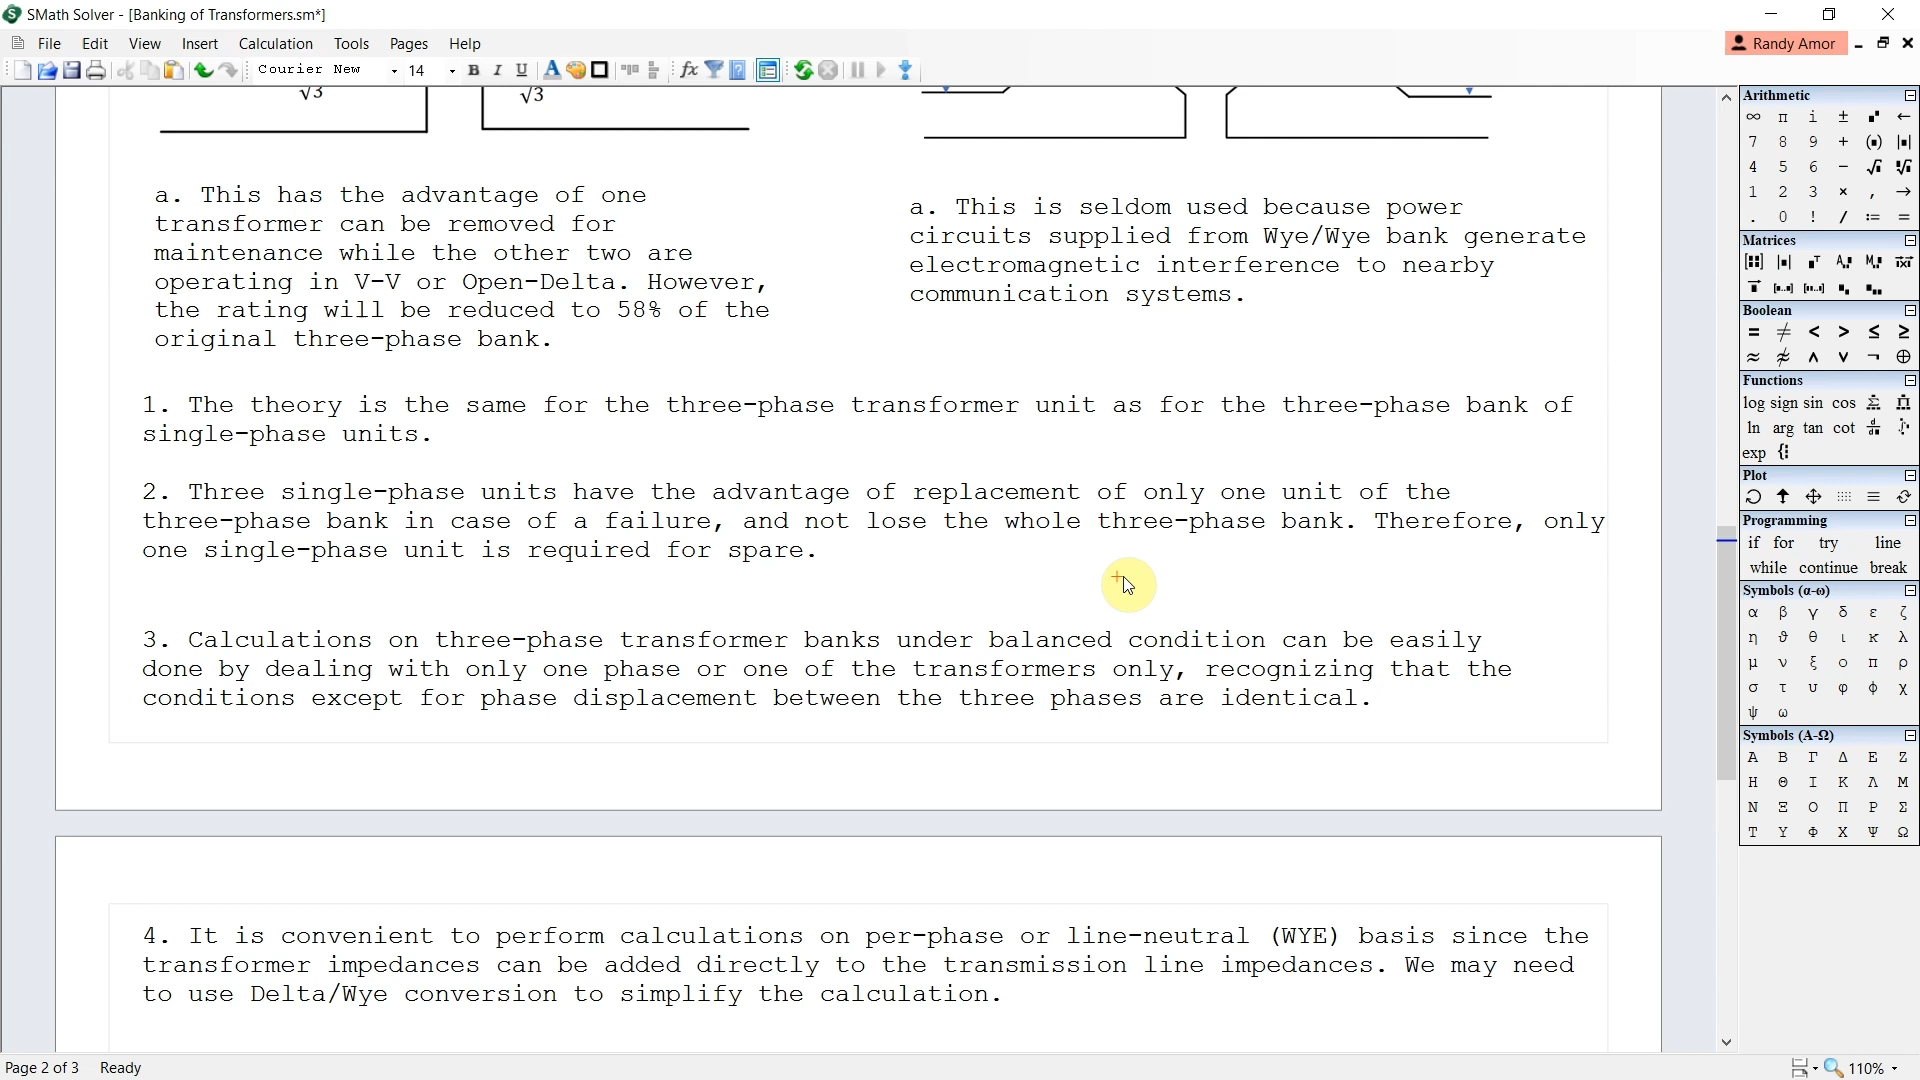 SMath Solver - [Banking of Transformers.sm*]
File Edit View Insert Calculation Tools Pages Help
Randy Amor
Courier New 14 B I U A fx
√3 √3
a. This has the advantage of one
transformer can be removed for
maintenance while the other two are
operating in V-V or Open-Delta. However,
the rating will be reduced to 58% of the
original three-phase bank.
a. This is seldom used because power
circuits supplied from Wye/Wye bank generate
electromagnetic interference to nearby
communication systems.
1. The theory is the same for the three-phase transformer unit as for the three-phase bank of
single-phase units.
2. Three single-phase units have the advantage of replacement of only one unit of the
three-phase bank in case of a failure, and not lose the whole three-phase bank. Therefore, only
one single-phase unit is required for spare.
3. Calculations on three-phase transformer banks under balanced condition can be easily
done by dealing with only one phase or one of the transformers only, recognizing that the
conditions except for phase displacement between the three phases are identical.
4. It is convenient to perform calculations on per-phase or line-neutral (WYE) basis since the
transformer impedances can be added directly to the transmission line impedances. We may need
to use Delta/Wye conversion to simplify the calculation.
Arithmetic
∞ π i ± ←
7 8 9 +
4 5 6 −
1 2 3 × , →
. 0 ! / := =
Matrices
Boolean
= ≠ < > ≤ ≥
≈ ≉ ∧ ∨ ¬ ⊕
Functions
log sign sin cos
ln arg tan cot
exp
Plot
Programming
if for try line
while continue break
Symbols (α-ω)
α β γ δ ε ζ
η ϑ θ ι κ λ
μ ν ξ ο π ρ
σ τ υ φ ϕ χ
ψ ω
Symbols (Α-Ω)
Α Β Γ Δ Ε Ζ
Η Θ Ι Κ Λ Μ
Ν Ξ Ο Π Ρ Σ
Τ Υ Φ Χ Ψ Ω
Page 2 of 3 Ready
110%